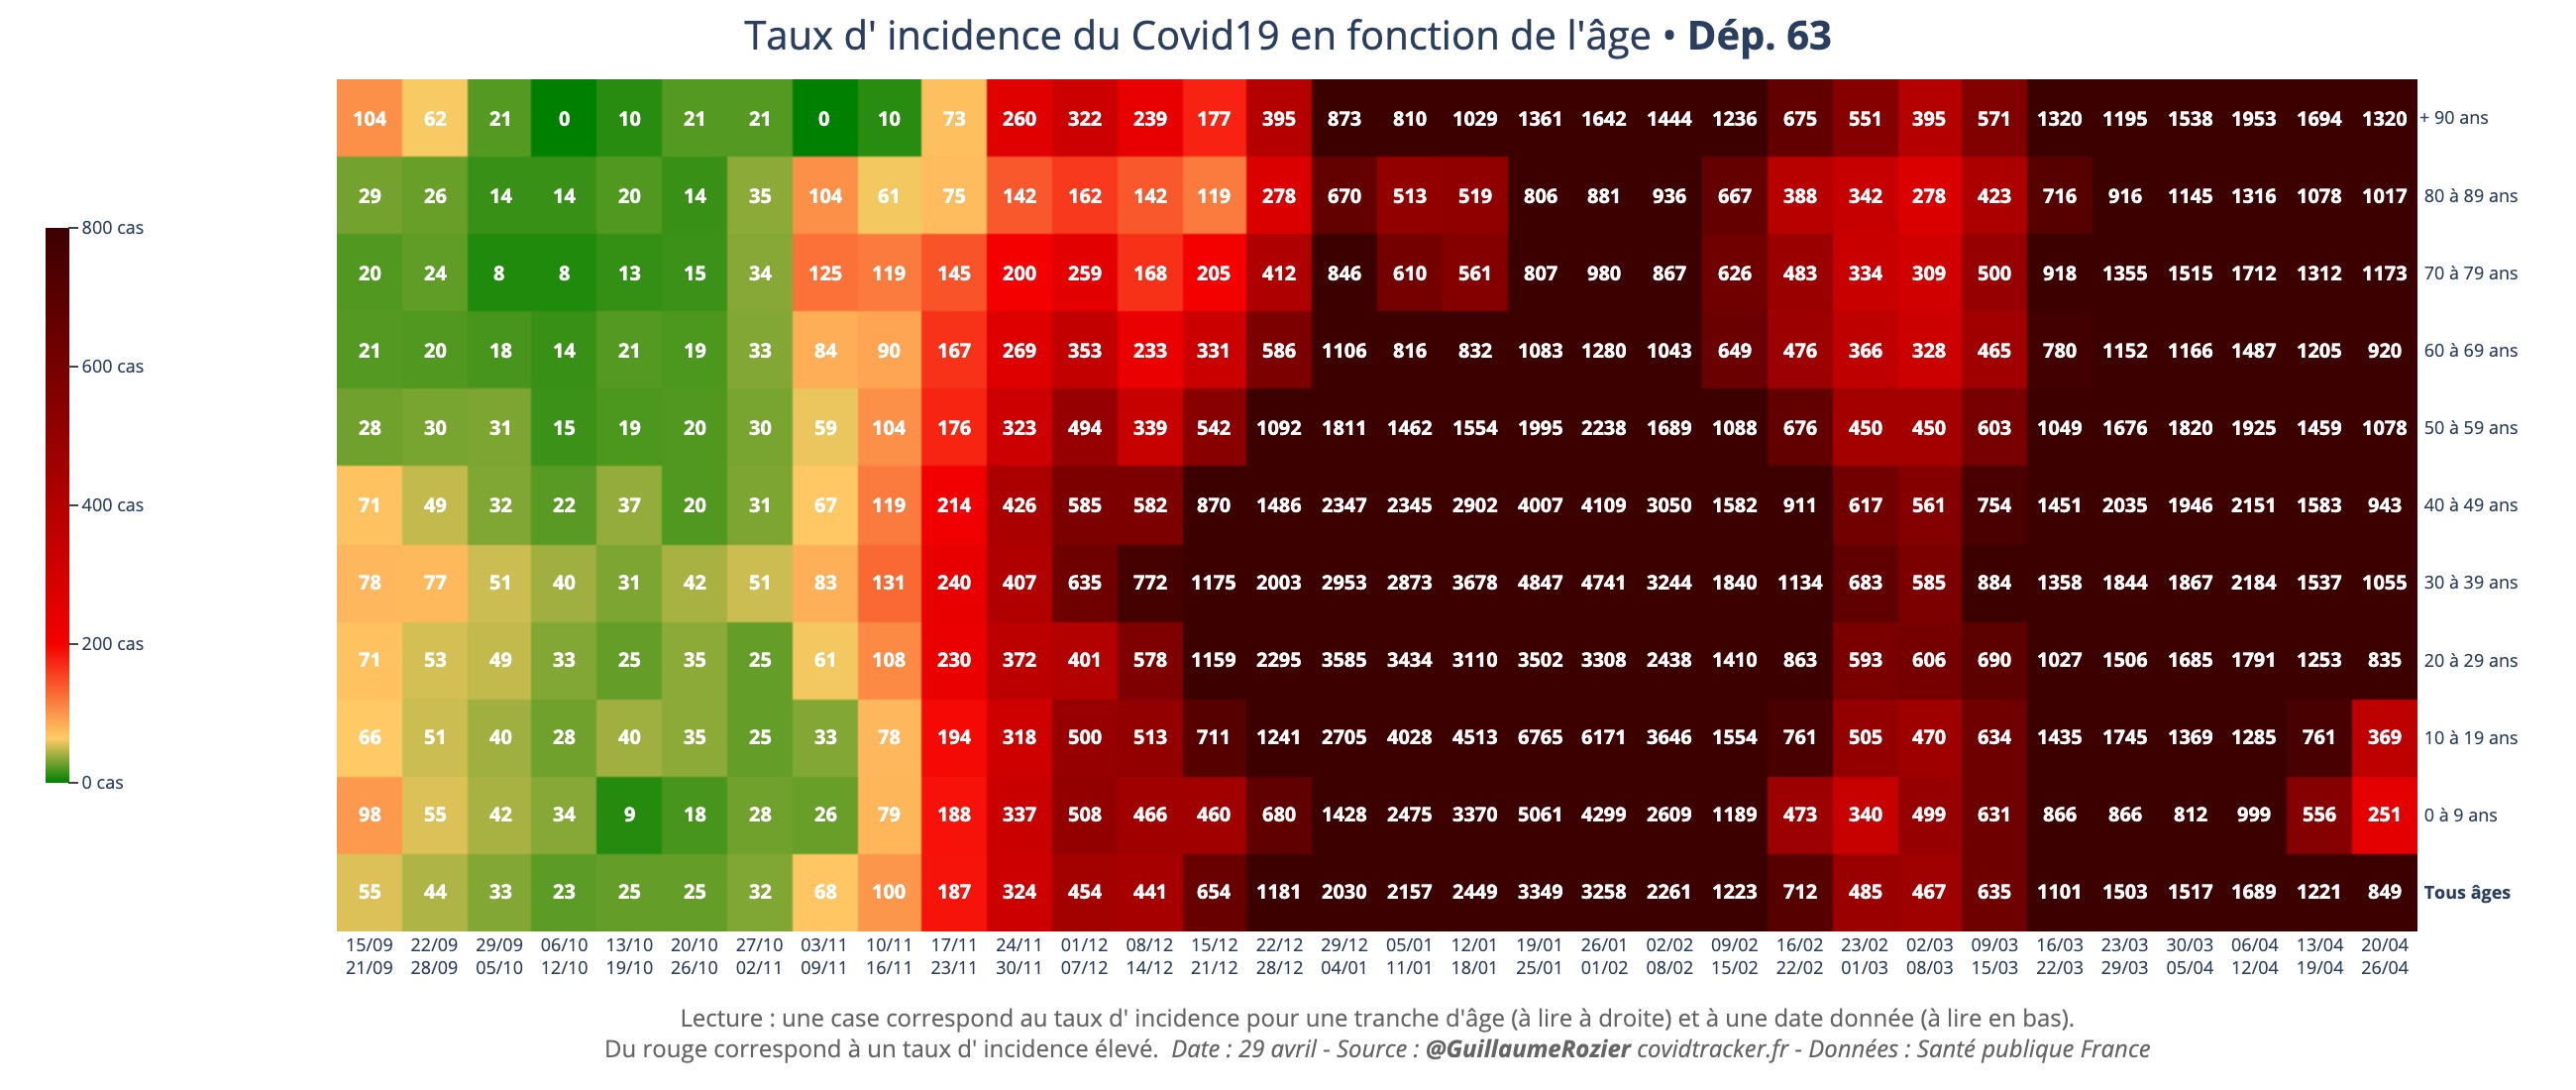 Taux d' incidence du Covid19 en fonction de l'âge • Dép. 63
800 cas
600 cas
400 cas
200 cas
0 cas
104 62 21 0 10 21 21 0 10 73 260 322 239 177 395 873 810 1029 1361 1642 1444 1236 675 551 395 571 1320 1195 1538 1953 1694 1320 + 90 ans
29 26 14 14 20 14 35 104 61 75 142 162 142 119 278 670 513 519 806 881 936 667 388 342 278 423 716 916 1145 1316 1078 1017 80 à 89 ans
20 24 8 8 13 15 34 125 119 145 200 259 168 205 412 846 610 561 807 980 867 626 483 334 309 500 918 1355 1515 1712 1312 1173 70 à 79 ans
21 20 18 14 21 19 33 84 90 167 269 353 233 331 586 1106 816 832 1083 1280 1043 649 476 366 328 465 780 1152 1166 1487 1205 920 60 à 69 ans
28 30 31 15 19 20 30 59 104 176 323 494 339 542 1092 1811 1462 1554 1995 2238 1689 1088 676 450 450 603 1049 1676 1820 1925 1459 1078 50 à 59 ans
71 49 32 22 37 20 31 67 119 214 426 585 582 870 1486 2347 2345 2902 4007 4109 3050 1582 911 617 561 754 1451 2035 1946 2151 1583 943 40 à 49 ans
78 77 51 40 31 42 51 83 131 240 407 635 772 1175 2003 2953 2873 3678 4847 4741 3244 1840 1134 683 585 884 1358 1844 1867 2184 1537 1055 30 à 39 ans
71 53 49 33 25 35 25 61 108 230 372 401 578 1159 2295 3585 3434 3110 3502 3308 2438 1410 863 593 606 690 1027 1506 1685 1791 1253 835 20 à 29 ans
66 51 40 28 40 35 25 33 78 194 318 500 513 711 1241 2705 4028 4513 6765 6171 3646 1554 761 505 470 634 1435 1745 1369 1285 761 369 10 à 19 ans
98 55 42 34 9 18 28 26 79 188 337 508 466 460 680 1428 2475 3370 5061 4299 2609 1189 473 340 499 631 866 866 812 999 556 251 0 à 9 ans
55 44 33 23 25 25 32 68 100 187 324 454 441 654 1181 2030 2157 2449 3349 3258 2261 1223 712 485 467 635 1101 1503 1517 1689 1221 849 Tous âges
15/09 22/09 29/09 06/10 13/10 20/10 27/10 03/11 10/11 17/11 24/11 01/12 08/12 15/12 22/12 29/12 05/01 12/01 19/01 26/01 02/02 09/02 16/02 23/02 02/03 09/03 16/03 23/03 30/03 06/04 13/04 20/04
21/09 28/09 05/10 12/10 19/10 26/10 02/11 09/11 16/11 23/11 30/11 07/12 14/12 21/12 28/12 04/01 11/01 18/01 25/01 01/02 08/02 15/02 22/02 01/03 08/03 15/03 22/03 29/03 05/04 12/04 19/04 26/04
Lecture : une case correspond au taux d' incidence pour une tranche d'âge (à lire à droite) et à une date donnée (à lire en bas).
Du rouge correspond à un taux d' incidence élevé. Date : 29 avril - Source : @GuillaumeRozier covidtracker.fr - Données : Santé publique France